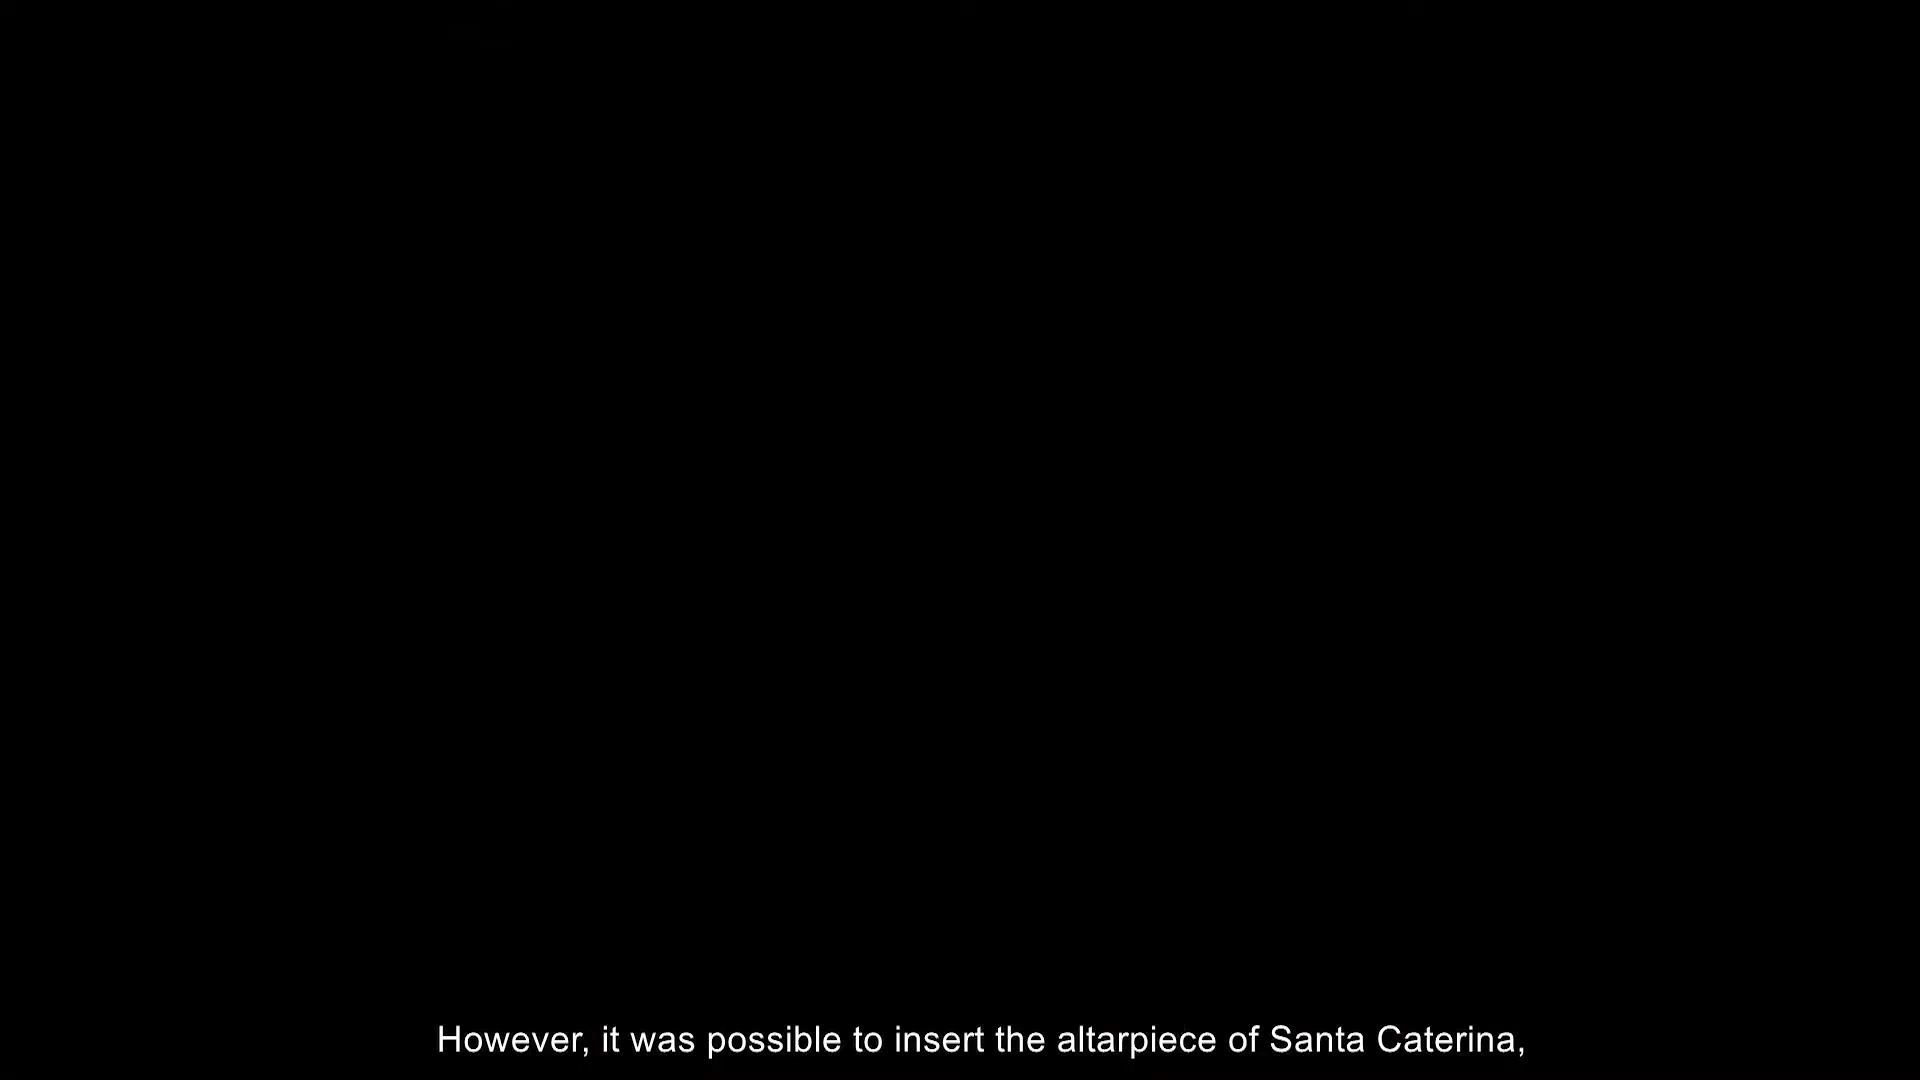 However, it was possible to insert the altarpiece of Santa Caterina,